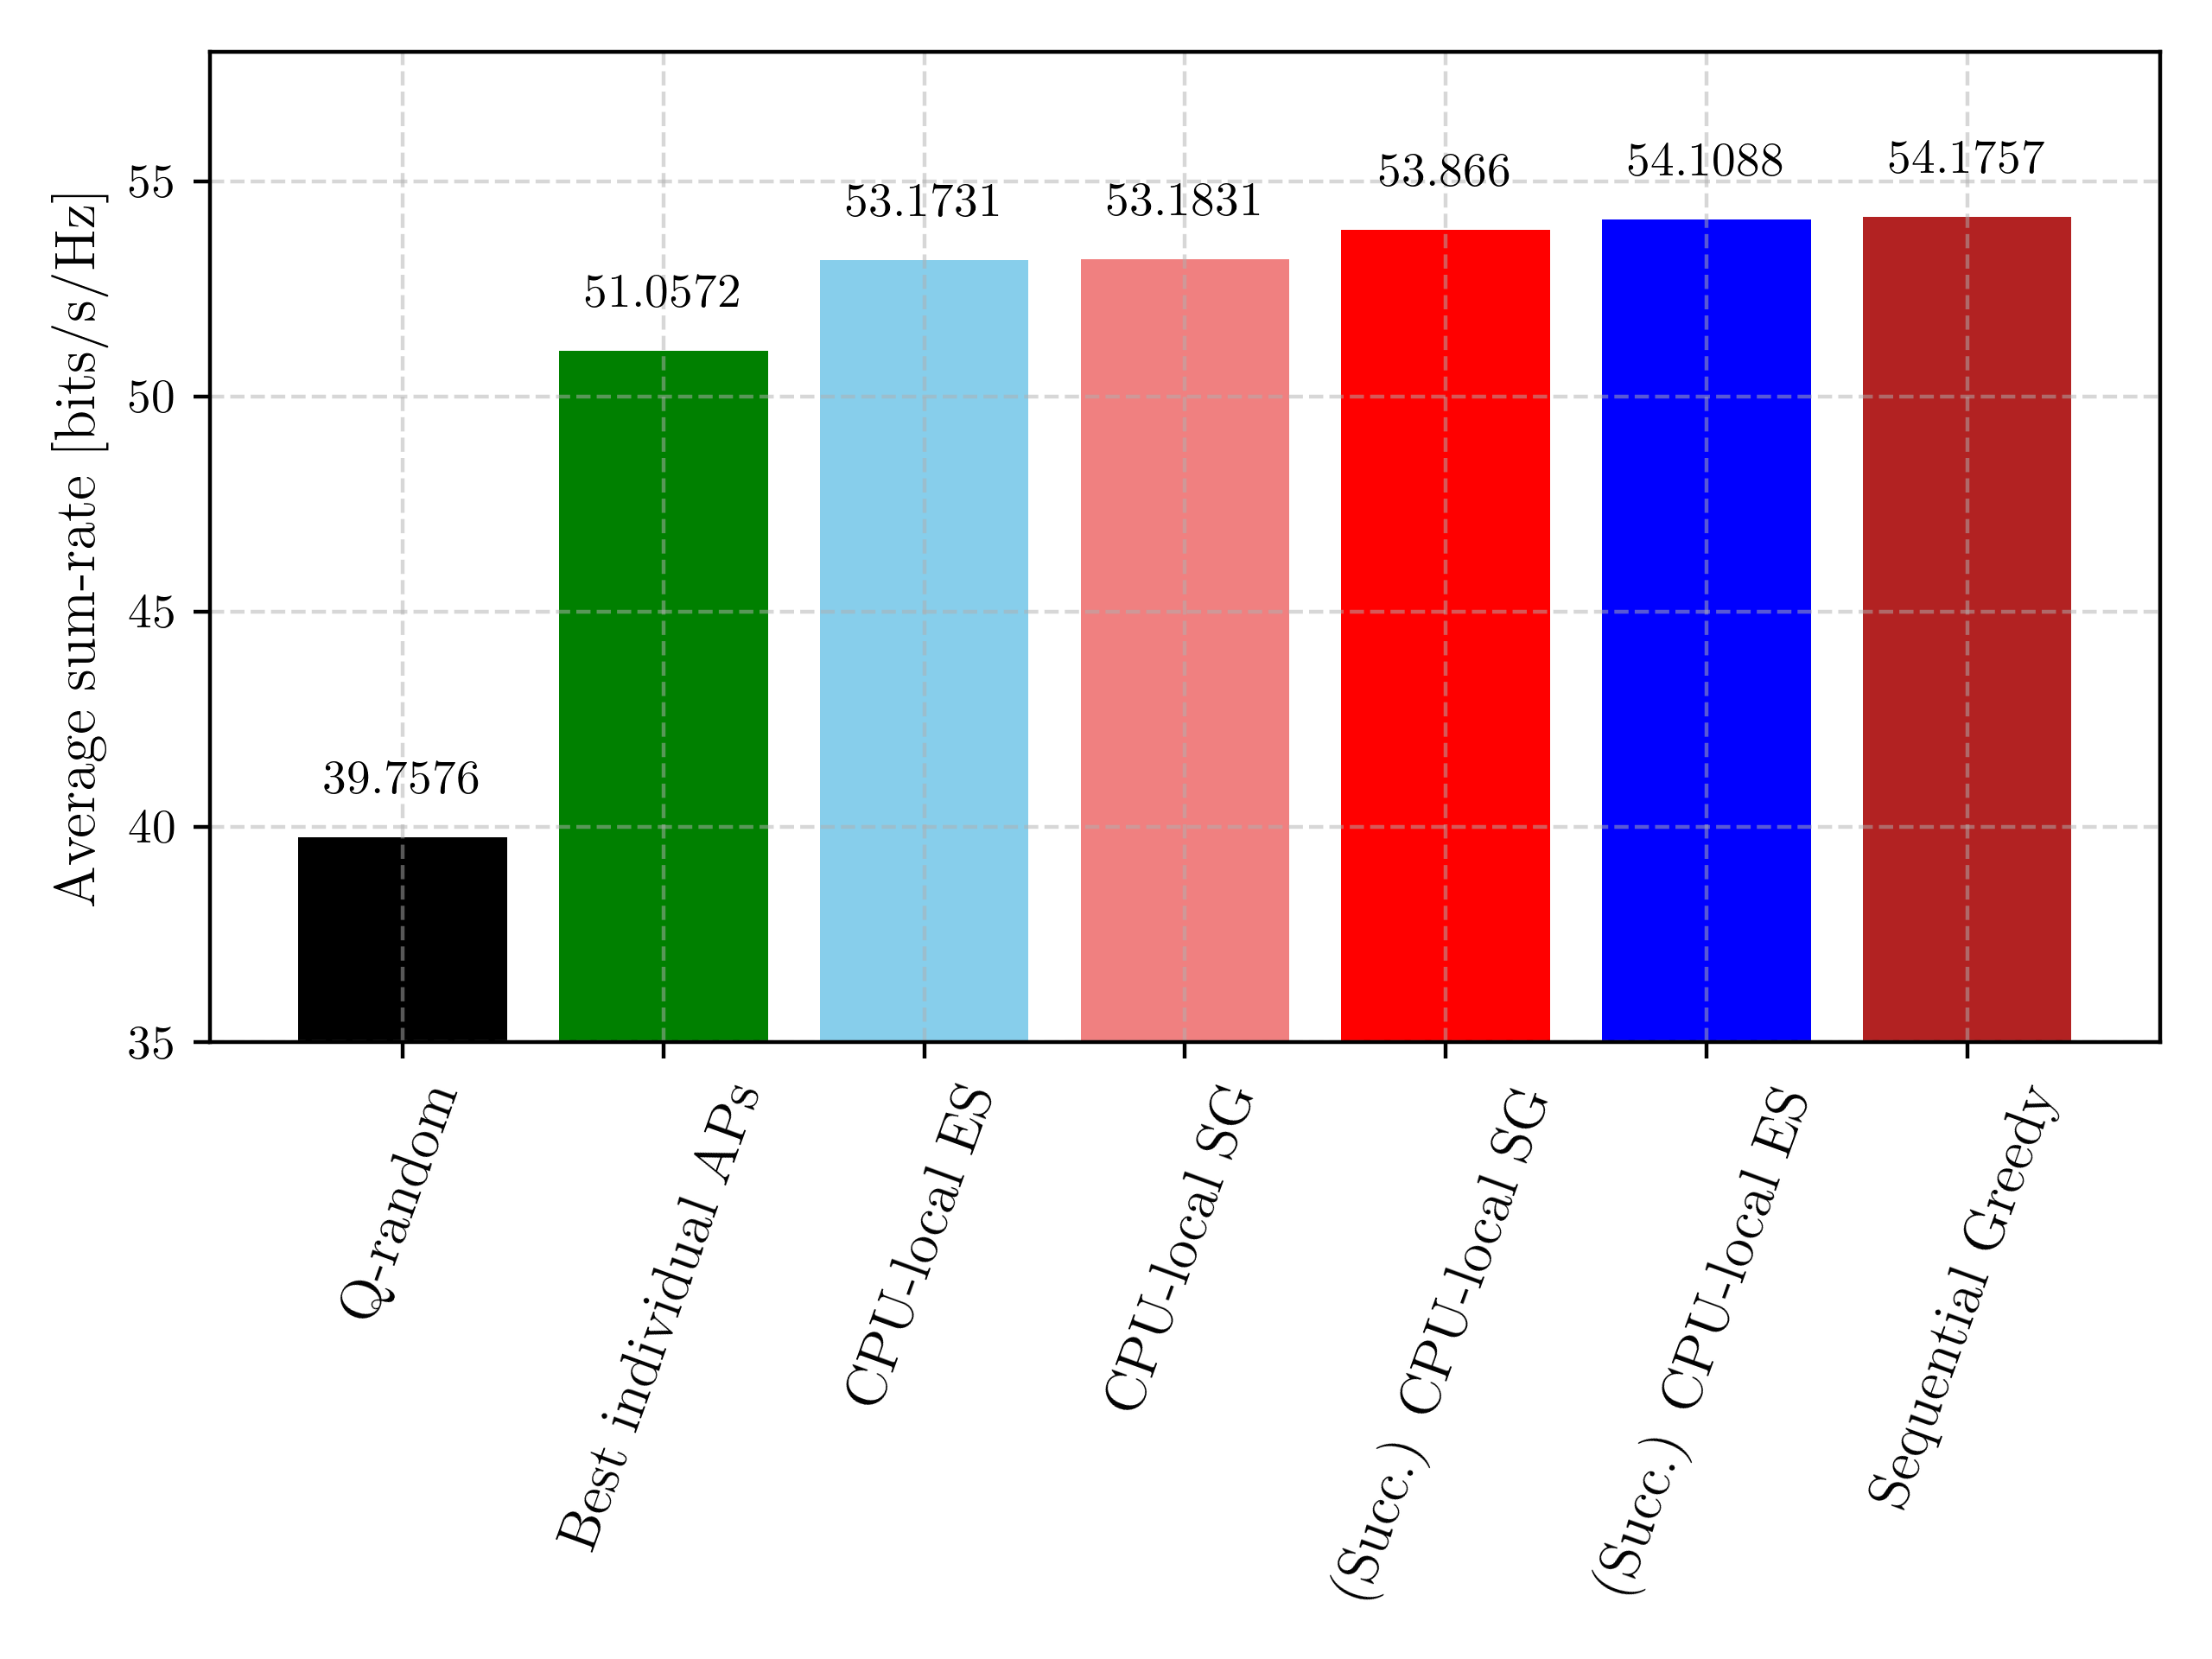 Average sum-rate [bits/s/Hz]
55
50
45
40
35
39.7576
51.0572
53.1731
53.1831
53.866
54.1088
54.1757
Q-random
Best individual APs
CPU-local ES
CPU-local SG
(Succ.) CPU-local SG
(Succ.) CPU-local ES
Sequential Greedy